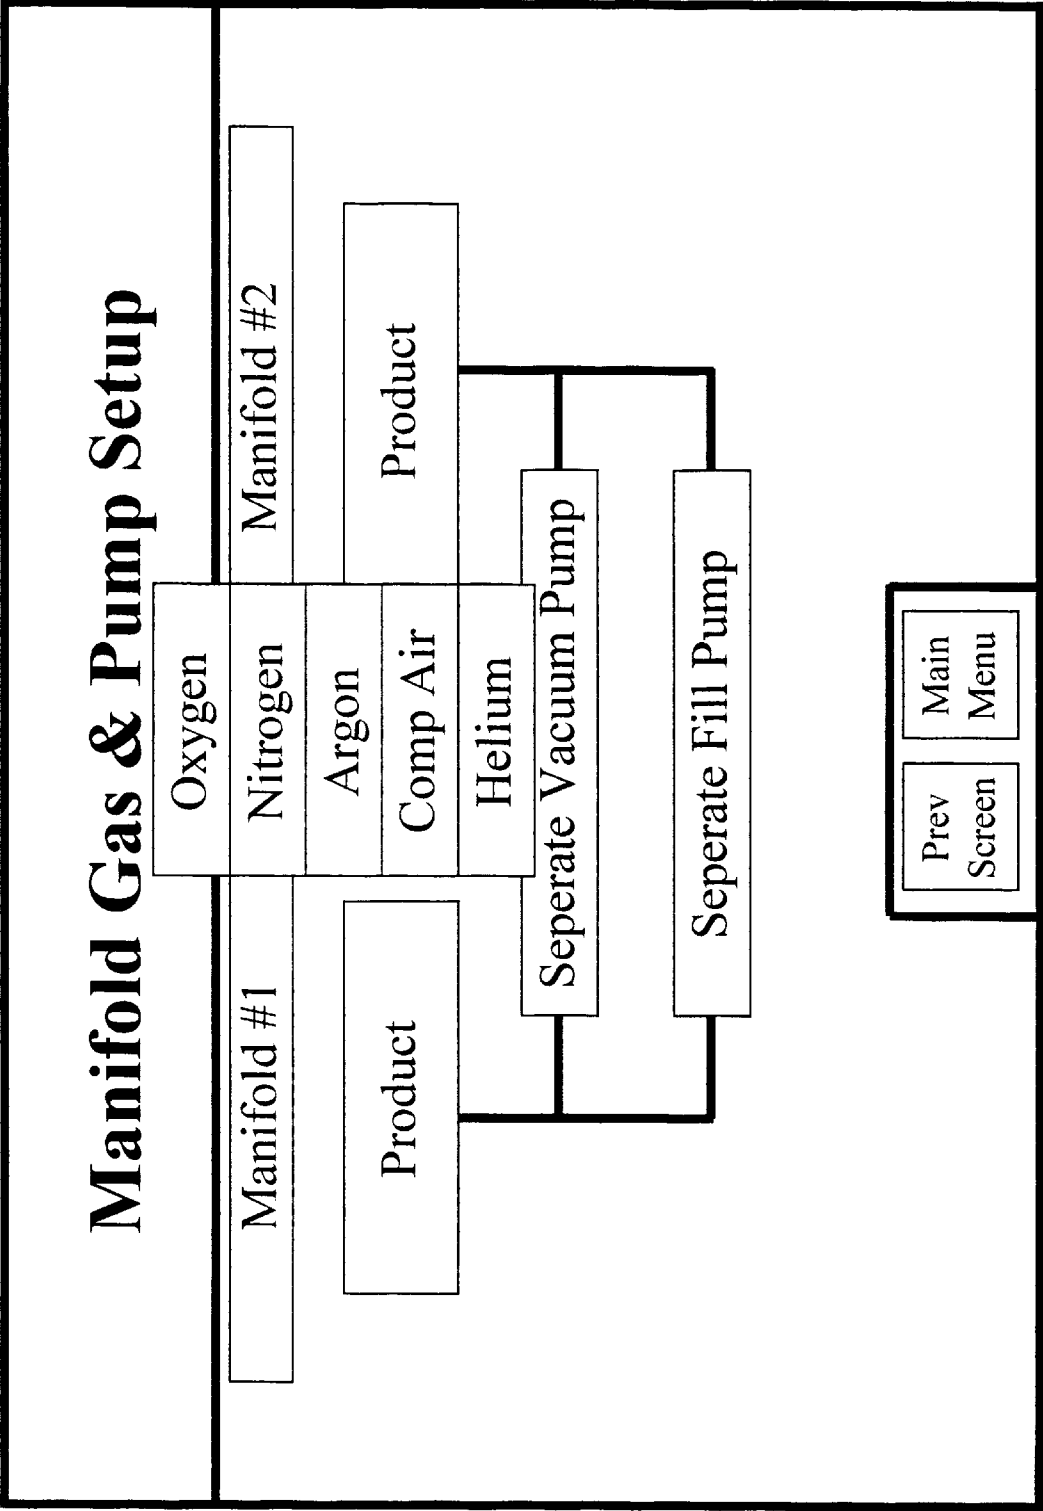 Manifold Gas & Pump Setup
Manifold #1
Manifold #2
Oxygen
Nitrogen
Argon
Comp Air
Helium
Product
Product
Seperate Vacuum Pump
Seperate Fill Pump
Prev
Screen
Main
Menu